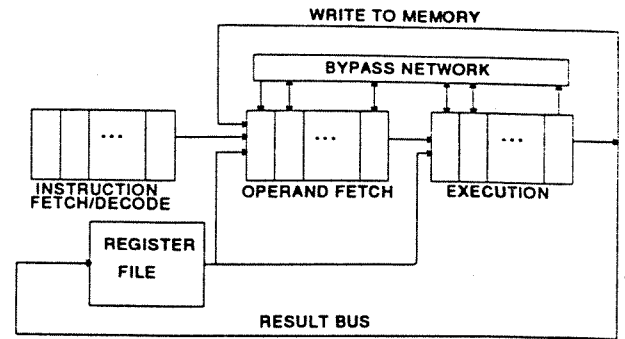 WRITE TO MEMORY
BYPASS NETWORK
...
...
...
INSTRUCTION
FETCH/DECODE
OPERAND FETCH
EXECUTION
REGISTER
FILE
RESULT BUS